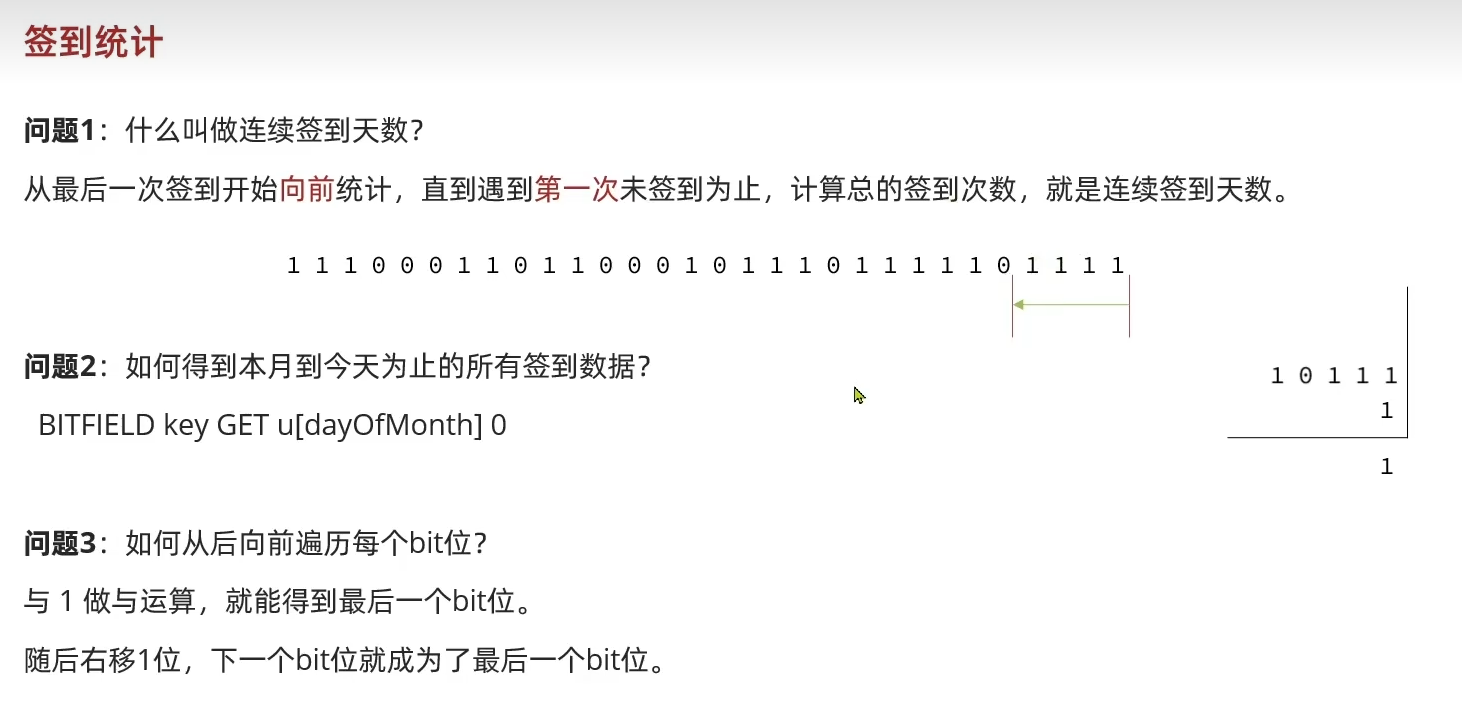 签到统计
问题1：什么叫做连续签到天数？
从最后一次签到开始向前统计，直到遇到第一次未签到为止，计算总的签到次数，就是连续签到天数。
1 1 1 0 0 0 1 1 0 1 1 0 0 0 1 0 1 1 1 0 1 1 1 1 1 0 1 1 1 1
问题2：如何得到本月到今天为止的所有签到数据？
1 0 1 1 1
1
BITFIELD key GET u[dayOfMonth] 0
1
问题3：如何从后向前遍历每个bit位？
与 1 做与运算，就能得到最后一个bit位。
随后右移1位，下一个bit位就成为了最后一个bit位。